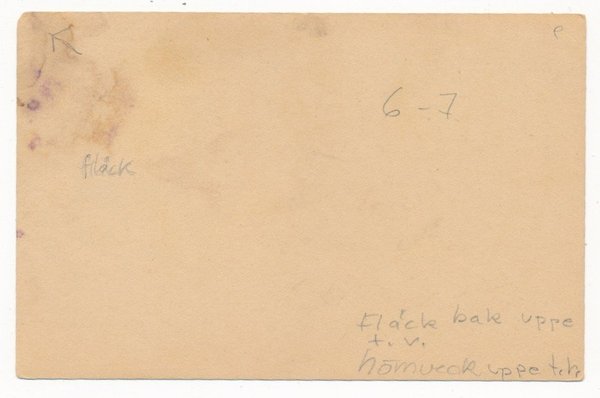 6-7
fläck
Fläck bak uppe
t.v.
hörnveck uppe t.h.